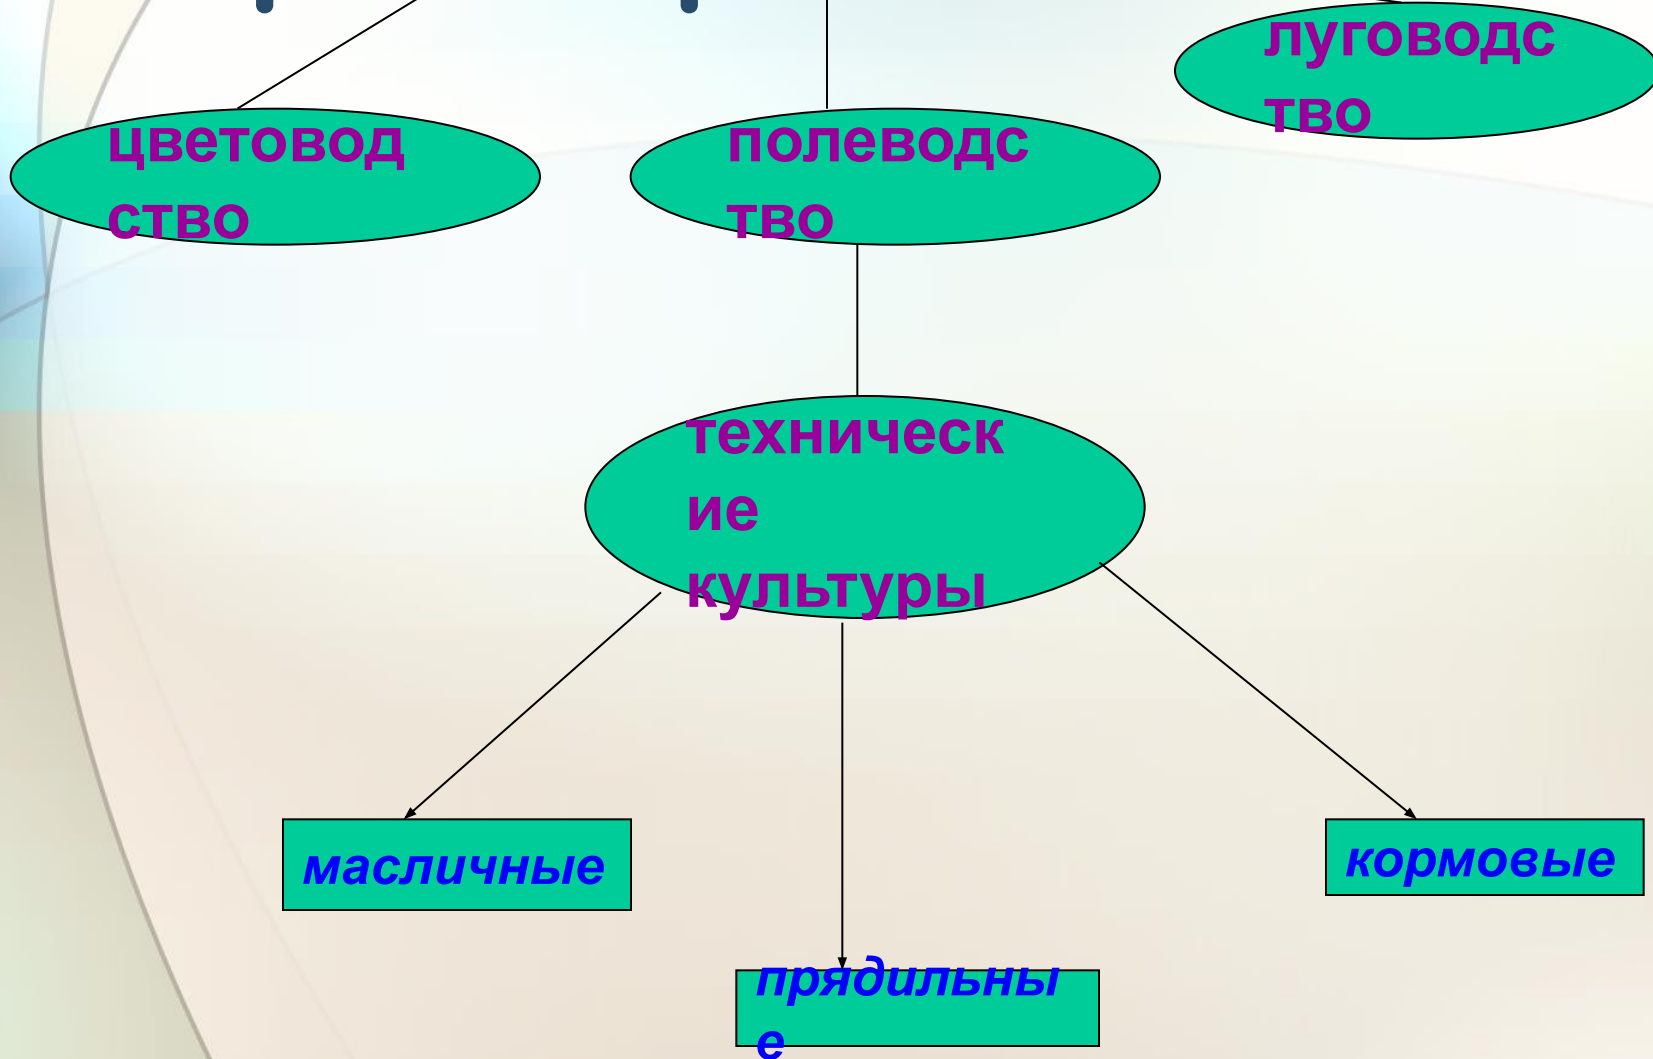 луговодс
тво
цветовод
ство
полеводс
тво
техническ
ие
культуры
масличные
кормовые
прядильны
е